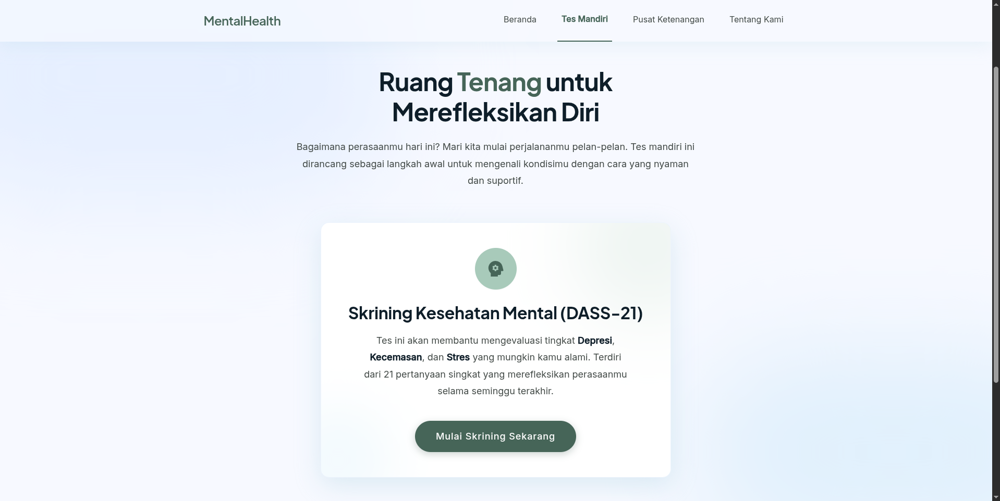 MentalHealth
Beranda
Tes Mandiri
Pusat Ketenangan
Tentang Kami
Ruang Tenang untuk
Merefleksikan Diri
Bagaimana perasaanmu hari ini? Mari kita mulai perjalananmu pelan-pelan. Tes mandiri ini
dirancang sebagai langkah awal untuk mengenali kondisimu dengan cara yang nyaman
dan suportif.
Skrining Kesehatan Mental (DASS-21)
Tes ini akan membantu mengevaluasi tingkat Depresi,
Kecemasan, dan Stres yang mungkin kamu alami. Terdiri
dari 21 pertanyaan singkat yang merefleksikan perasaanmu
selama seminggu terakhir.
Mulai Skrining Sekarang